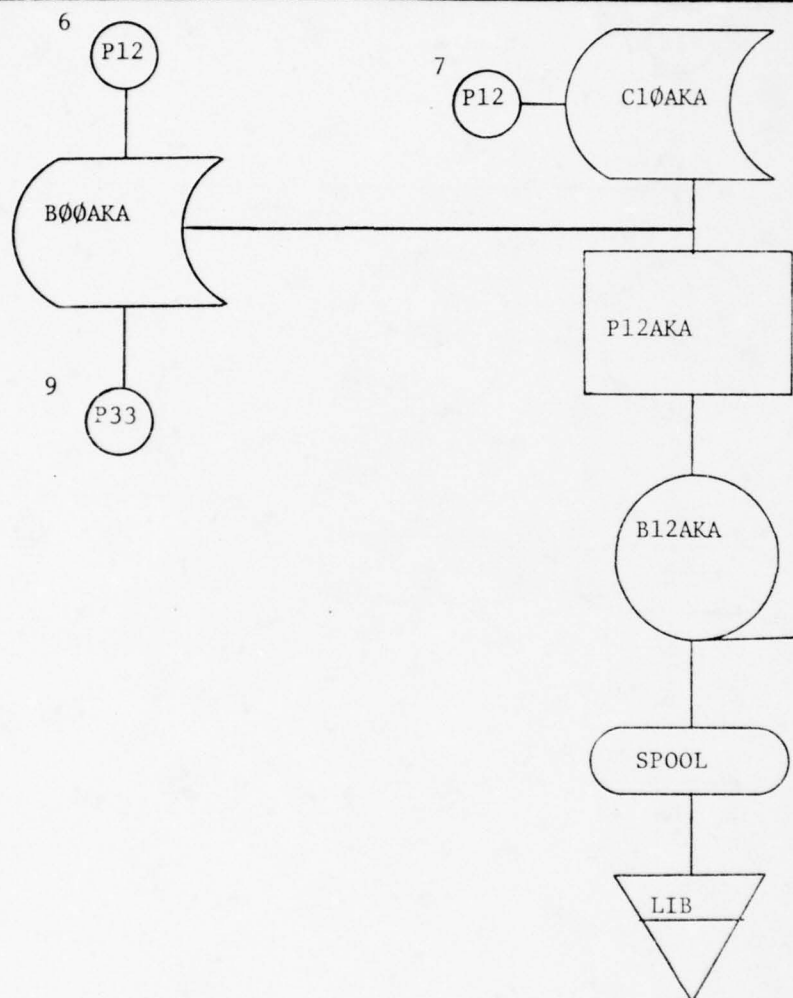 6
P12
7
P12
C1ØAKA
BØØAKA
P12AKA
9
P33
B12AKA
SPOOL
LIB